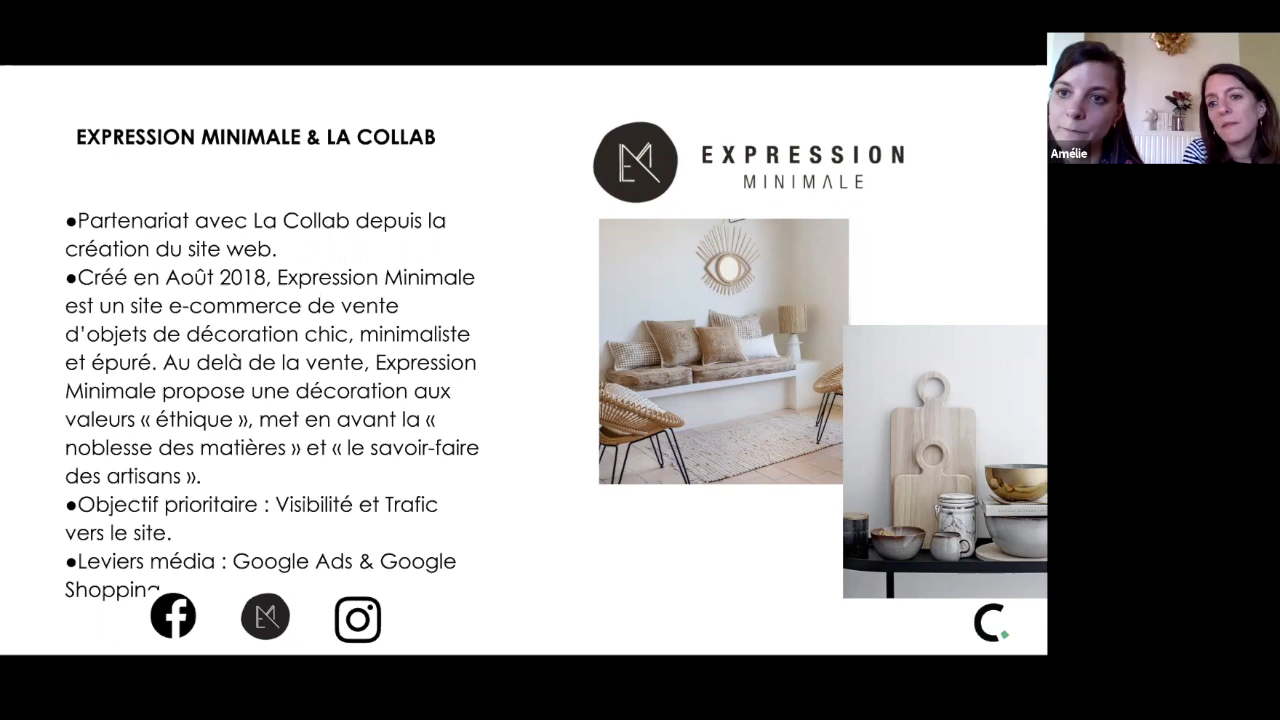 EXPRESSION MINIMALE & LA COLLAB
●Partenariat avec La Collab depuis la
création du site web.
●Créé en Août 2018, Expression Minimale
est un site e-commerce de vente
d’objets de décoration chic, minimaliste
et épuré. Au delà de la vente, Expression
Minimale propose une décoration aux
valeurs « éthique », met en avant la «
noblesse des matières » et « le savoir-faire
des artisans ».
●Objectif prioritaire : Visibilité et Trafic
vers le site.
●Leviers média : Google Ads & Google
Shopping
EM
EXPRESSION
MINIMALE
EM
C.
Amélie